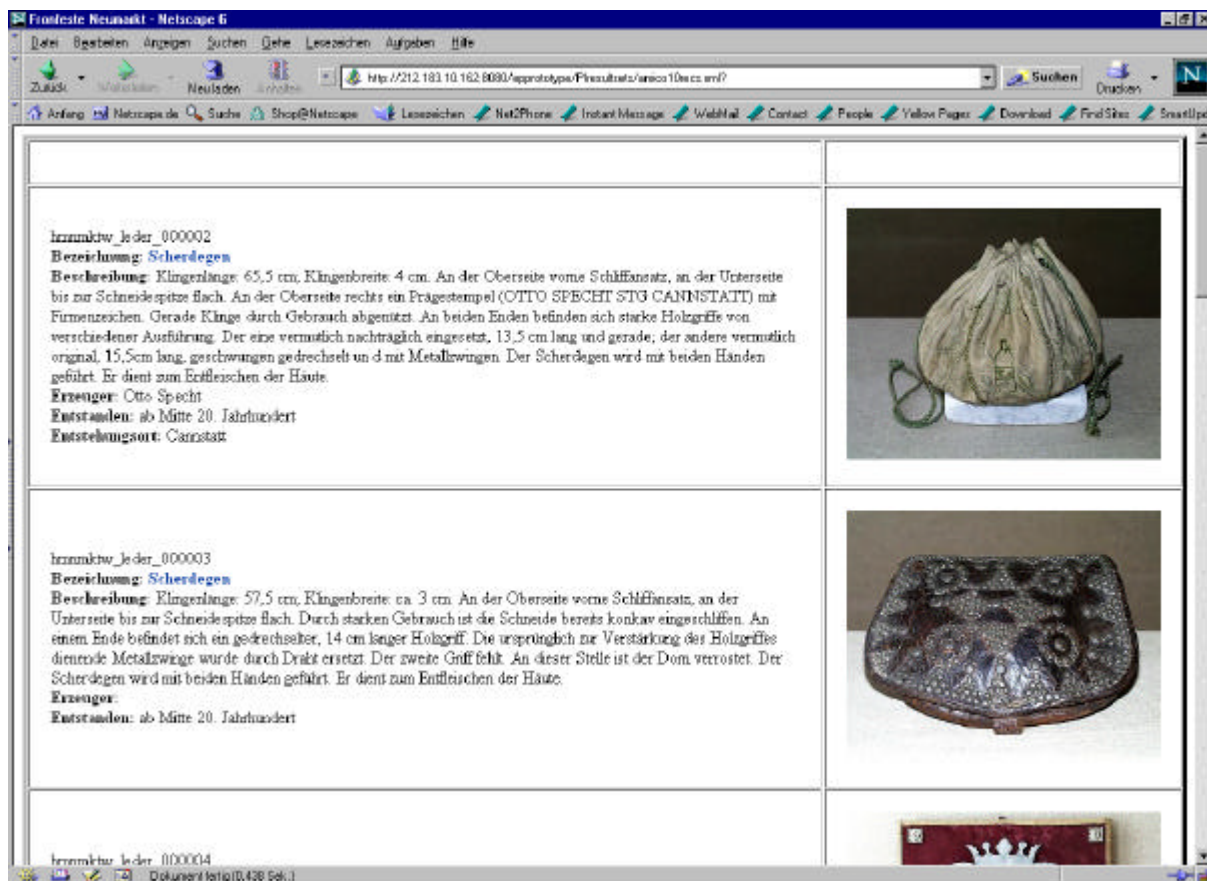 Fronfeste Neumarkt - Netscape 6
Datei Bearbeiten Anzeigen Suchen Gehe Lesezeichen Aufgaben Hilfe
Zurück Neuladen Anhalten Suchen Drucken
Anfang Netscape.de Suche Shop@Netscape Lesezeichen Net2Phone Instant Message WebMail Contact People Yellow Pages Download Find Sites
hrnnmktw_leder_000002
Bezeichnung: Scherdegen
Beschreibung: Klingenlänge: 65,5 cm, Klingenbreite: 4 cm. An der Oberseite vorne Schliffansatz, an der Unterseite
bis zur Schneidespitze flach. An der Oberseite rechts ein Prägestempel (OTTO SPECHT STG CANNSTATT) mit
Firmenzeichen. Gerade Klinge durch Gebrauch abgenützt. An beiden Enden befinden sich starke Holzgriffe von
verschiedener Ausführung. Der eine vermutlich nachträglich eingesetzt, 13,5 cm lang und gerade; der andere vermutlich
original, 15,5cm lang, geschwungen gedrechselt un d mit Metallzwingen. Der Scherdegen wird mit beiden Händen
geführt. Er dient zum Entfleischen der Häute.
Erzeuger: Otto Specht
Entstanden: ab Mitte 20. Jahrhundert
Entstehungsort: Cannstatt
hrnnmktw_leder_000003
Bezeichnung: Scherdegen
Beschreibung: Klingenlänge: 57,5 cm, Klingenbreite: ca. 3 cm. An der Oberseite vorne Schliffansatz, an der
Unterseite bis zur Schneidespitze flach. Durch starken Gebrauch ist die Schneide bereits konkav eingeschliffen. An
einem Ende befindet sich ein gedrechselter, 14 cm langer Holzgriff. Die ursprünglich zur Verstärkung des Holzgriffes
dienende Metallzwinge wurde durch Draht ersetzt. Der zweite Griff fehlt. An dieser Stelle ist der Dorn verrostet. Der
Scherdegen wird mit beiden Händen geführt. Er dient zum Entfleischen der Häute.
Erzeuger:
Entstanden: ab Mitte 20. Jahrhundert
hrnnmktw_leder_000004
Dokument fertig (0.438 Sek.)